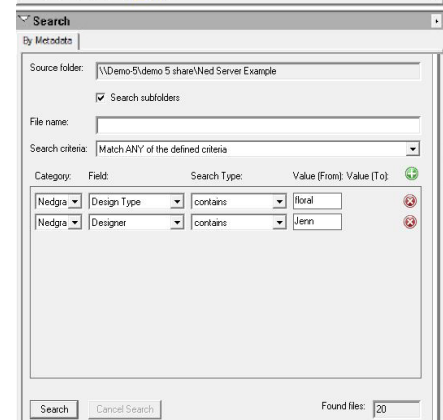 Search
By Metadata
Source folder: \\Demo-5\demo 5 share\Ned Server Example
Search subfolders
File name:
Search criteria: Match ANY of the defined criteria
Category: Field: Search Type: Value (From): Value (To):
Nedgra Design Type contains floral
Nedgra Designer contains Jenn
Search Cancel Search Found files: 20